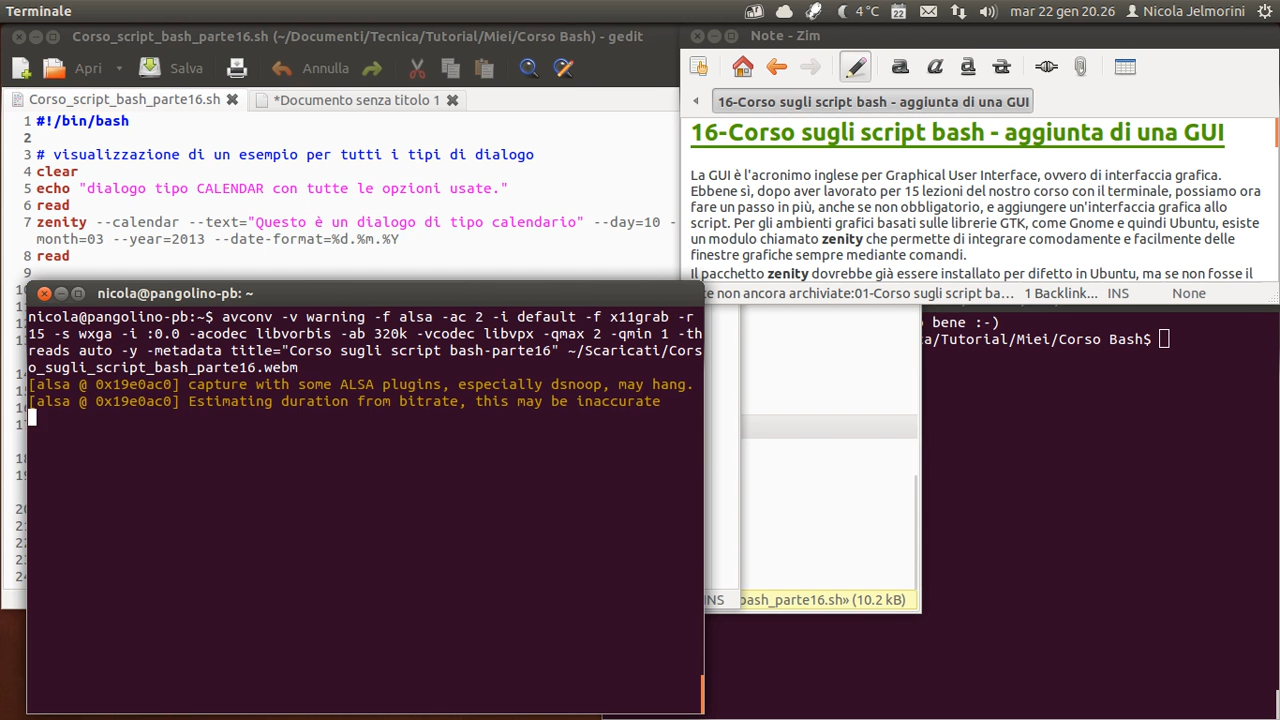 Terminale
4 °C
22
mar 22 gen 20.26
Nicola Jelmorini
Corso_script_bash_parte16.sh (~/Documenti/Tecnica/Tutorial/Miei/Corso Bash) - gedit
Apri
Salva
Annulla
Corso_script_bash_parte16.sh
*Documento senza titolo 1
1 #!/bin/bash
2
3 # visualizzazione di un esempio per tutti i tipi di dialogo
4 clear
5 echo "dialogo tipo CALENDAR con tutte le opzioni usate."
6 read
7 zenity --calendar --text="Questo è un dialogo di tipo calendario" --day=10 -
month=03 --year=2013 --date-format=%d.%m.%Y
8 read
9
Note - Zim
16-Corso sugli script bash - aggiunta di una GUI
16-Corso sugli script bash - aggiunta di una GUI
La GUI è l'acronimo inglese per Graphical User Interface, ovvero di interfaccia grafica.
Ebbene sì, dopo aver lavorato per 15 lezioni del nostro corso con il terminale, possiamo ora
fare un passo in più, anche se non obbligatorio, e aggiungere un'interfaccia grafica allo
script. Per gli ambienti grafici basati sulle librerie GTK, come Gnome e quindi Ubuntu, esiste
un modulo chiamato zenity che permette di integrare comodamente e facilmente delle
finestre grafiche sempre mediante comandi.
Il pacchetto zenity dovrebbe già essere installato per difetto in Ubuntu, ma se non fosse il
te non ancora archiviate:01-Corso sugli script ba...
1 Backlink...
INS
None
nicola@pangolino-pb: ~
nicola@pangolino-pb:~$ avconv -v warning -f alsa -ac 2 -i default -f x11grab -r
15 -s wxga -i :0.0 -acodec libvorbis -ab 320k -vcodec libvpx -qmax 2 -qmin 1 -th
reads auto -y -metadata title="Corso sugli script bash-parte16" ~/Scaricati/Cors
o_sugli_script_bash_parte16.webm
[alsa @ 0x19e0ac0] capture with some ALSA plugins, especially dsnoop, may hang.
[alsa @ 0x19e0ac0] Estimating duration from bitrate, this may be inaccurate
o bene :-)
ca/Tutorial/Miei/Corso Bash$
INS
bash_parte16.sh» (10.2 kB)